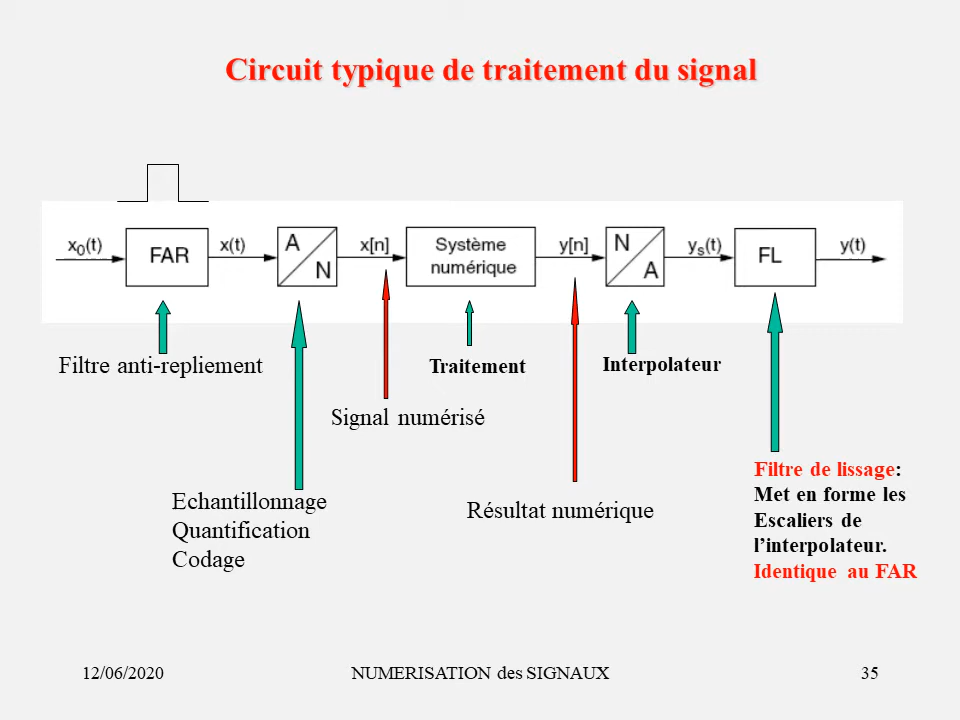 Circuit typique de traitement du signal
x0(t)
FAR
x(t)
A
N
x[n]
Système
numérique
y[n]
N
A
ys(t)
FL
y(t)
Filtre anti-repliement
Traitement
Interpolateur
Signal numérisé
Echantillonnage
Quantification
Codage
Résultat numérique
Filtre de lissage:
Met en forme les
Escaliers de
l’interpolateur.
Identique au FAR
12/06/2020
NUMERISATION des SIGNAUX
35